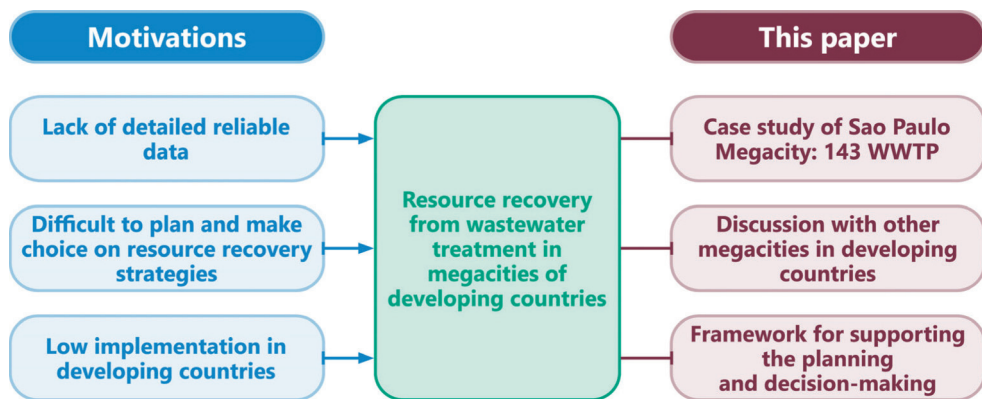 Motivations
Lack of detailed reliable
data
Difficult to plan and make
choice on resource recovery
strategies
Low implementation in
developing countries
Resource recovery
from wastewater
treatment in
megacities of
developing countries
This paper
Case study of Sao Paulo
Megacity: 143 WWTP
Discussion with other
megacities in developing
countries
Framework for supporting
the planning
and decision-making